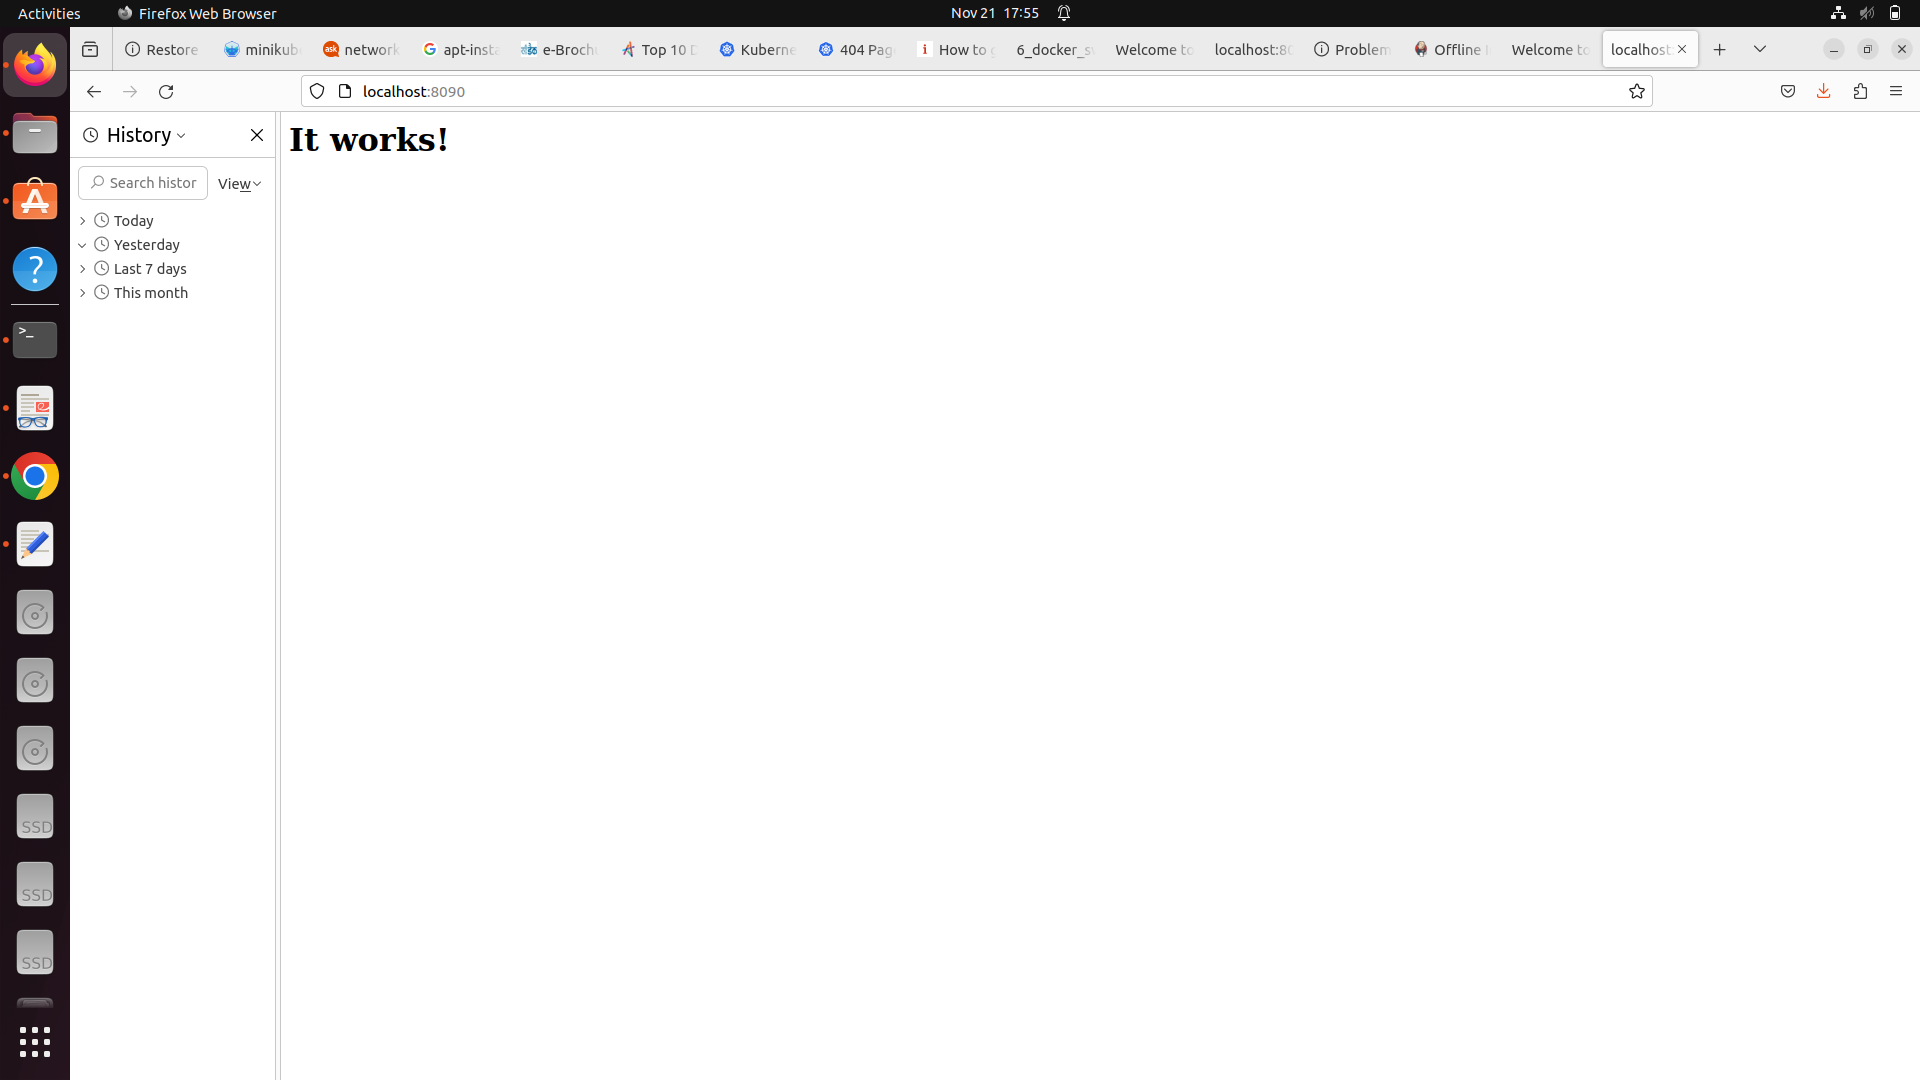 Activities
Firefox Web Browser
Nov 21 17:55
Restore
minikub
ask
network
apt-insta
e-Broch
Top 10 D
Kuberne
404 Pag
How to g
6_docker_s
Welcome to
localhost:80
Problem
Offline
Welcome to
localhost:
localhost:8090
History
Search histor
View
Today
Yesterday
Last 7 days
This month
It works!
>_
?
SSD
SSD
SSD